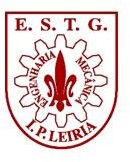 E. S. T. G.
ENGENHARIA MECÂNICA
I. P. LEIRIA